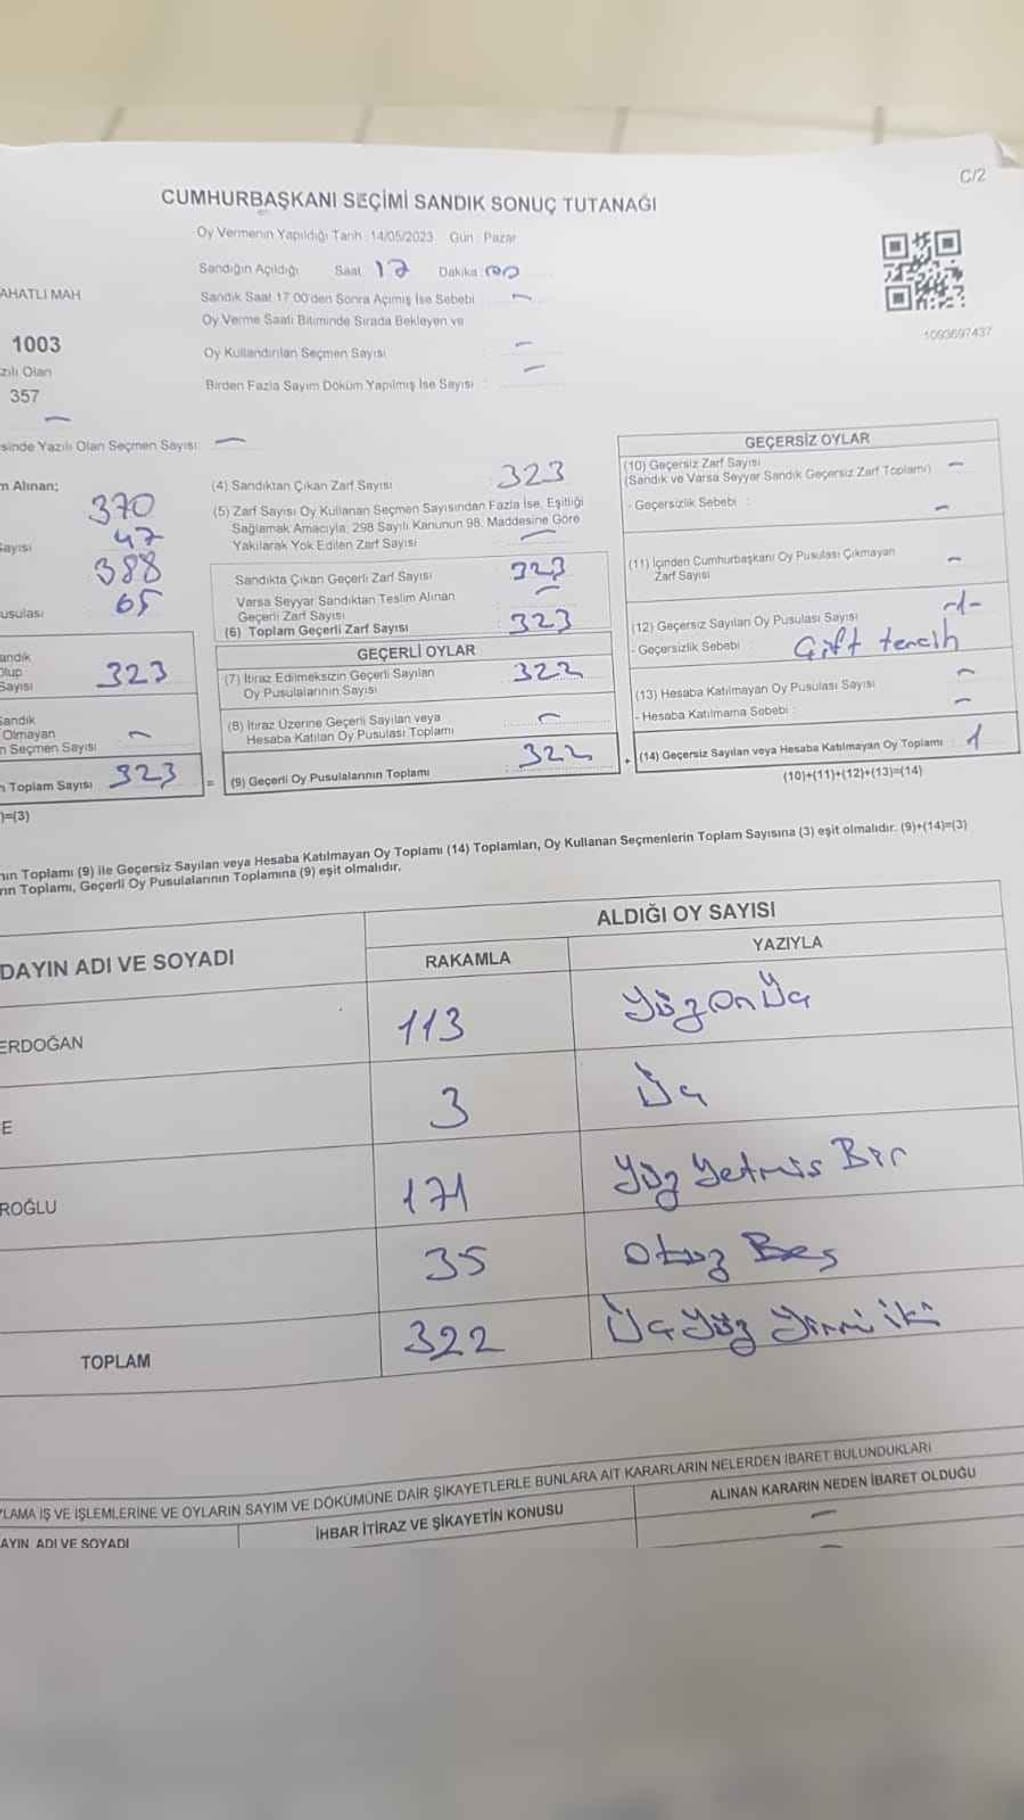 C/2
CUMHURBAŞKANI SEÇİMİ SANDIK SONUÇ TUTANAĞI
Oy Vermenin Yapıldığı Tarih : 14/05/2023 Gün : Pazar
Sandığın Açıldığı Saat 17 Dakika : 00
AHATLI MAH
Sandık Saat 17:00'den Sonra Açılmış İse Sebebi -
Oy Verme Saati Bitiminde Sırada Bekleyen ve
1093697437
1003
Oy Kullandırılan Seçmen Sayısı -
zılı Olan
Birden Fazla Sayım Döküm Yapılmış İse Sayısı : -
357
-
sinde Yazılı Olan Seçmen Sayısı: -
GEÇERSİZ OYLAR
(10) Geçersiz Zarf Sayısı -
(Sandık ve Varsa Seyyar Sandık Geçersiz Zarf Toplamı)
- Geçersizlik Sebebi : -
m Alınan;
370
(4) Sandıktan Çıkan Zarf Sayısı 323
(5) Zarf Sayısı Oy Kullanan Seçmen Sayısından Fazla İse, Eşitliği
Sağlamak Amacıyla; 298 Sayılı Kanunun 98. Maddesine Göre
Yakılarak Yok Edilen Zarf Sayısı -
Sayısı 47
388
(11) İçinden Cumhurbaşkanı Oy Pusulası Çıkmayan -
Zarf Sayısı
Sandıkta Çıkan Geçerli Zarf Sayısı 323
usulası 65
Varsa Seyyar Sandıktan Teslim Alınan -
Geçerli Zarf Sayısı
(6) Toplam Geçerli Zarf Sayısı 323
(12) Geçersiz Sayılan Oy Pusulası Sayısı -1-
- Geçersizlik Sebebi : Çift tercih
GEÇERLİ OYLAR
andık
olup
Sayısı 323
(7) İtiraz Edilmeksizin Geçerli Sayılan 322
Oy Pusulalarının Sayısı
(13) Hesaba Katılmayan Oy Pusulası Sayısı -
- Hesaba Katılmama Sebebi : -
Sandık
Olmayan
n Seçmen Sayısı -
(8) İtiraz Üzerine Geçerli Sayılan veya -
Hesaba Katılan Oy Pusulası Toplamı
n Toplam Sayısı 323
= (9) Geçerli Oy Pusulalarının Toplamı : 322
+ (14) Geçersiz Sayılan veya Hesaba Katılmayan Oy Toplamı : 1
)=(3)
(10)+(11)+(12)+(13)=(14)
nın Toplamı (9) ile Geçersiz Sayılan veya Hesaba Katılmayan Oy Toplamı (14) Toplamları, Oy Kullanan Seçmenlerin Toplam Sayısına (3) eşit olmalıdır. (9)+(14)=(3)
rın Toplamı, Geçerli Oy Pusulalarının Toplamına (9) eşit olmalıdır.
DAYIN ADI VE SOYADI
ALDIĞI OY SAYISI
RAKAMLA YAZIYLA
ERDOĞAN 113 Yüz On Üç
E 3 Üç
ROĞLU 171 Yüz Yetmis Bir
35 Otuz Beş
TOPLAM 322 Üç Yüz Yirmi iki
LAMA İŞ VE İŞLEMLERİNE VE OYLARIN SAYIM VE DÖKÜMÜNE DAİR ŞİKAYETLERLE BUNLARA AİT KARARLARIN NELERDEN İBARET BULUNDUKLARI
AYIN ADI VE SOYADI İHBAR İTİRAZ VE ŞİKAYETİN KONUSU ALINAN KARARIN NEDEN İBARET OLDUĞU
-
-